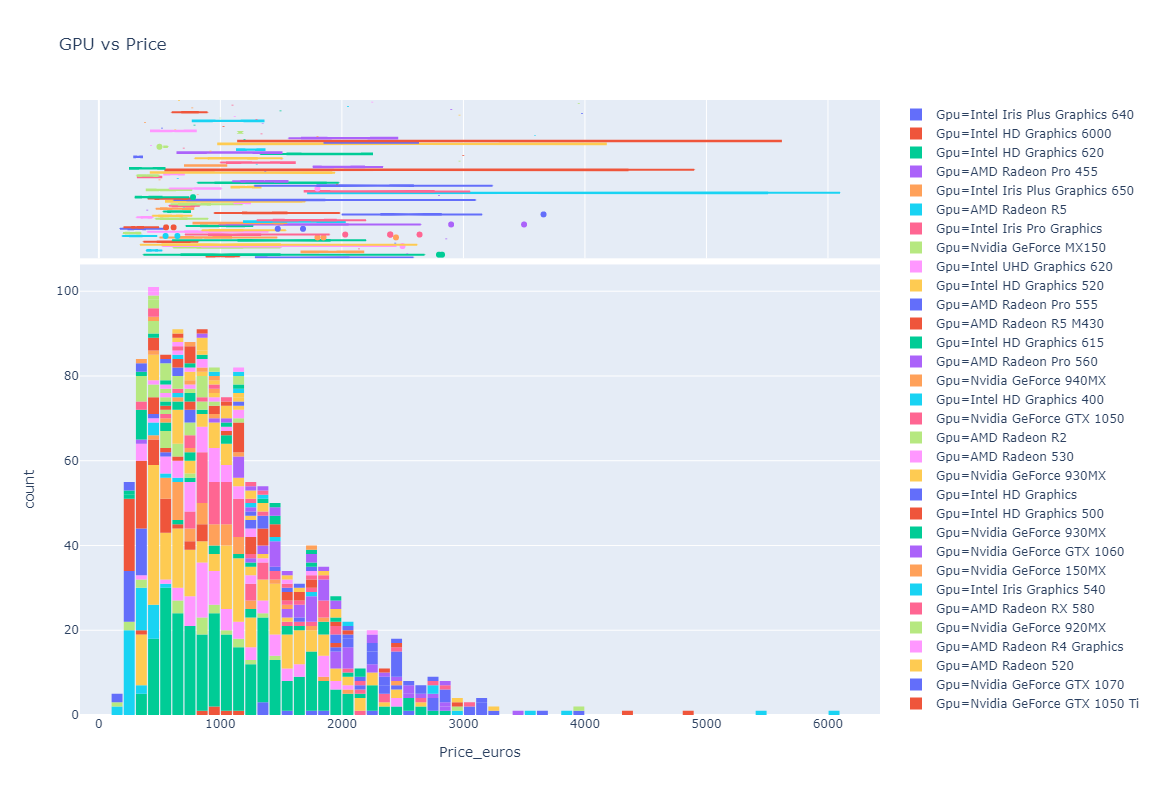 GPU vs Price
Gpu=Intel Iris Plus Graphics 640
Gpu=Intel HD Graphics 6000
Gpu=Intel HD Graphics 620
Gpu=AMD Radeon Pro 455
Gpu=Intel Iris Plus Graphics 650
Gpu=AMD Radeon R5
Gpu=Intel Iris Pro Graphics
Gpu=Nvidia GeForce MX150
Gpu=Intel UHD Graphics 620
Gpu=Intel HD Graphics 520
Gpu=AMD Radeon Pro 555
Gpu=AMD Radeon R5 M430
Gpu=Intel HD Graphics 615
Gpu=AMD Radeon Pro 560
Gpu=Nvidia GeForce 940MX
Gpu=Intel HD Graphics 400
Gpu=Nvidia GeForce GTX 1050
Gpu=AMD Radeon R2
Gpu=AMD Radeon 530
Gpu=Nvidia GeForce 930MX
Gpu=Intel HD Graphics
Gpu=Intel HD Graphics 500
Gpu=Nvidia GeForce 930MX
Gpu=Nvidia GeForce GTX 1060
Gpu=Nvidia GeForce 150MX
Gpu=Intel Iris Graphics 540
Gpu=AMD Radeon RX 580
Gpu=Nvidia GeForce 920MX
Gpu=AMD Radeon R4 Graphics
Gpu=AMD Radeon 520
Gpu=Nvidia GeForce GTX 1070
Gpu=Nvidia GeForce GTX 1050 Ti
100
80
60
40
20
0
count
0 1000 2000 3000 4000 5000 6000
Price_euros